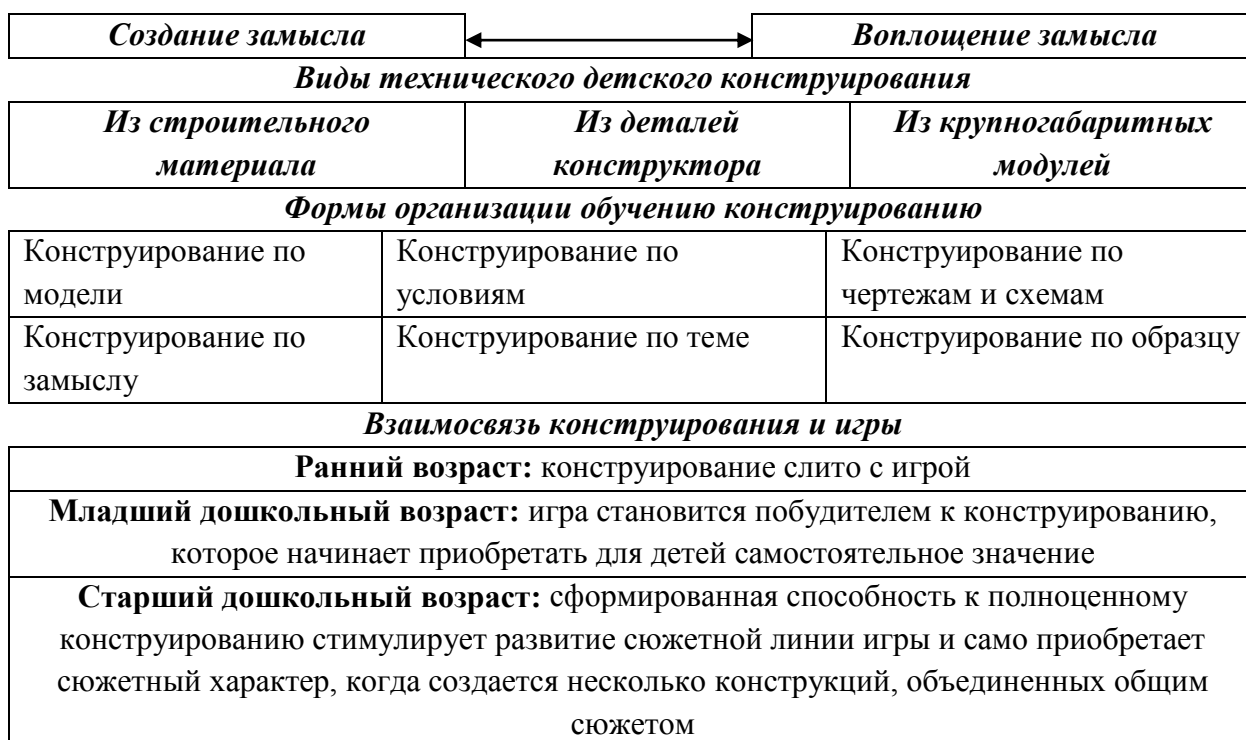 Создание замысла Воплощение замысла
Виды технического детского конструирования
Из строительного Из деталей Из крупногабаритных
материала конструктора модулей
Формы организации обучению конструированию
Конструирование по Конструирование по Конструирование по
модели условиям чертежам и схемам
Конструирование по Конструирование по теме Конструирование по образцу
замыслу
Взаимосвязь конструирования и игры
Ранний возраст: конструирование слито с игрой
Младший дошкольный возраст: игра становится побудителем к конструированию,
которое начинает приобретать для детей самостоятельное значение
Старший дошкольный возраст: сформированная способность к полноценному
конструированию стимулирует развитие сюжетной линии игры и само приобретает
сюжетный характер, когда создается несколько конструкций, объединенных общим
сюжетом